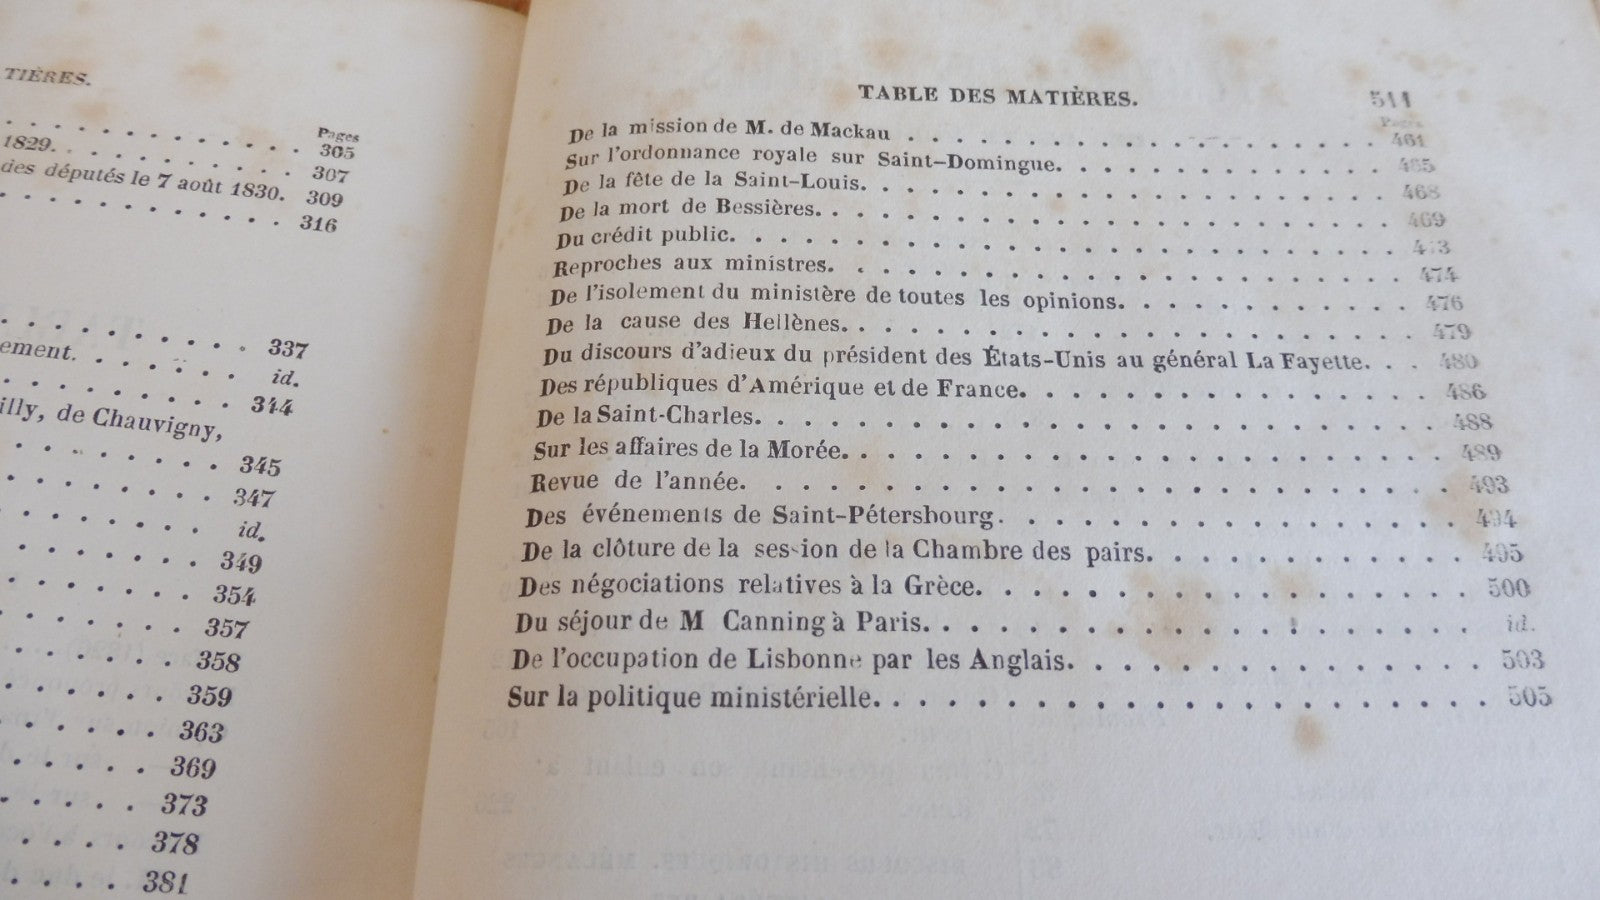 TIÈRES.
Pages
305
1829. 307
des députés le 7 août 1830. 309
316
337
ement. id.
344
illy, de Chauvigny,
345
347
id.
349
354
357
358
359
363
369
373
378
381
TABLE DES MATIÈRES. 511
Pages
De la mission de M. de Mackau 461
Sur l'ordonnance royale sur Saint-Domingue. 465
De la fête de la Saint-Louis. 468
De la mort de Bessières. 469
Du crédit public. 473
Reproches aux ministres. 474
De l'isolement du ministère de toutes les opinions. 476
De la cause des Hellènes. 479
Du discours d'adieux du président des États-Unis au général La Fayette. 480
Des républiques d'Amérique et de France. 486
De la Saint-Charles. 488
Sur les affaires de la Morée. 489
Revue de l'année. 493
Des événements de Saint-Pétersbourg. 494
De la clôture de la session de la Chambre des pairs. 495
Des négociations relatives à la Grèce. 500
Du séjour de M Canning à Paris. id.
De l'occupation de Lisbonne par les Anglais. 503
Sur la politique ministérielle. 505